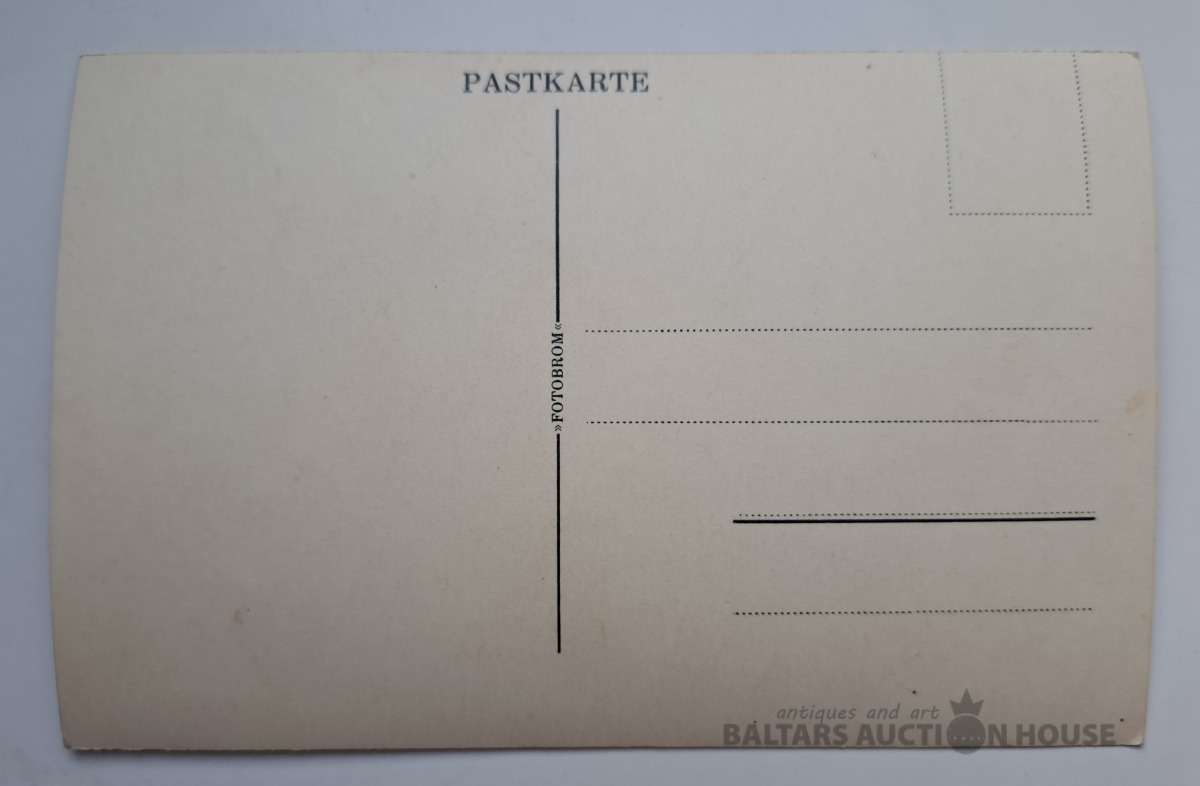 PASTKARTE
»FOTOBROM«
antiques and art
BALTARS AUCTION HOUSE